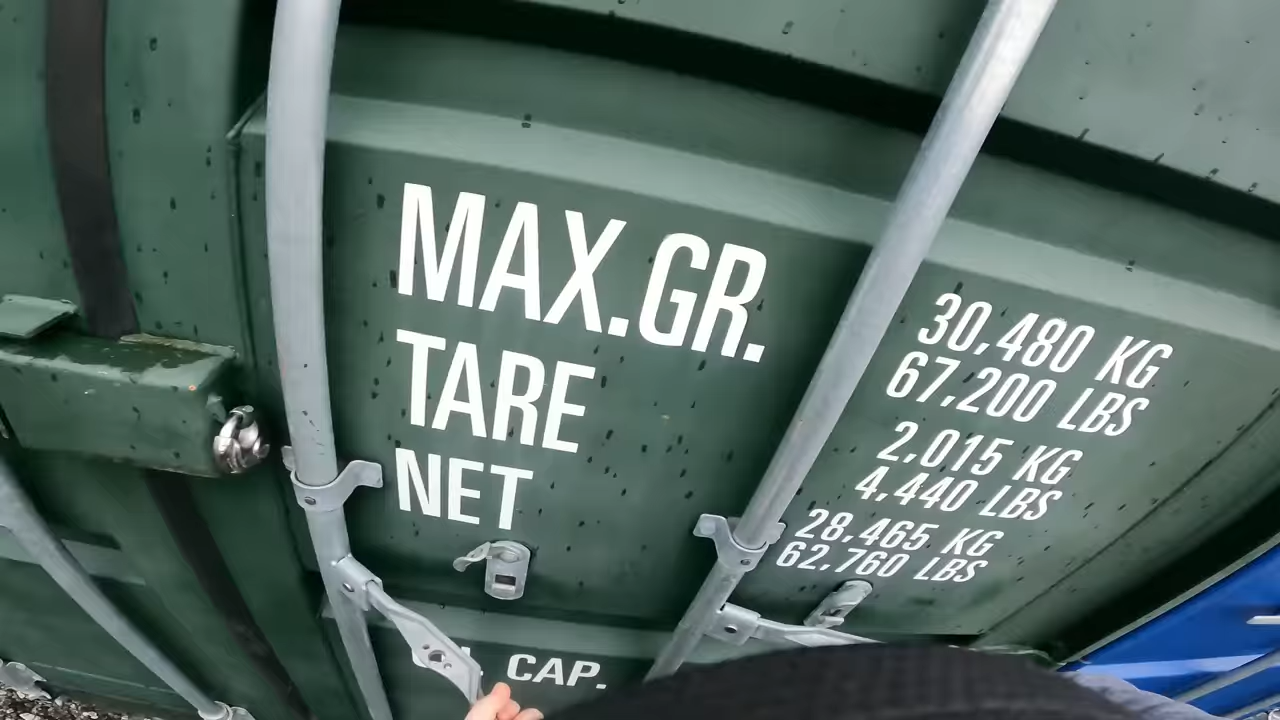 MAX.GR. 30,480 KG
67,200 LBS
TARE 2,015 KG
4,440 LBS
NET 28,465 KG
62,760 LBS
CAP.